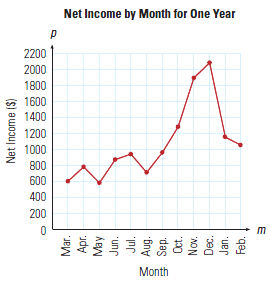 Net Income by Month for One Year
p
2200
2000
1800
1600
1400
1200
1000
800
600
400
200
0
Net Income ($)
m
Mar.
Apr.
May
Jun.
Jul.
Aug.
Sep.
Oct.
Nov.
Dec.
Jan.
Feb.
Month